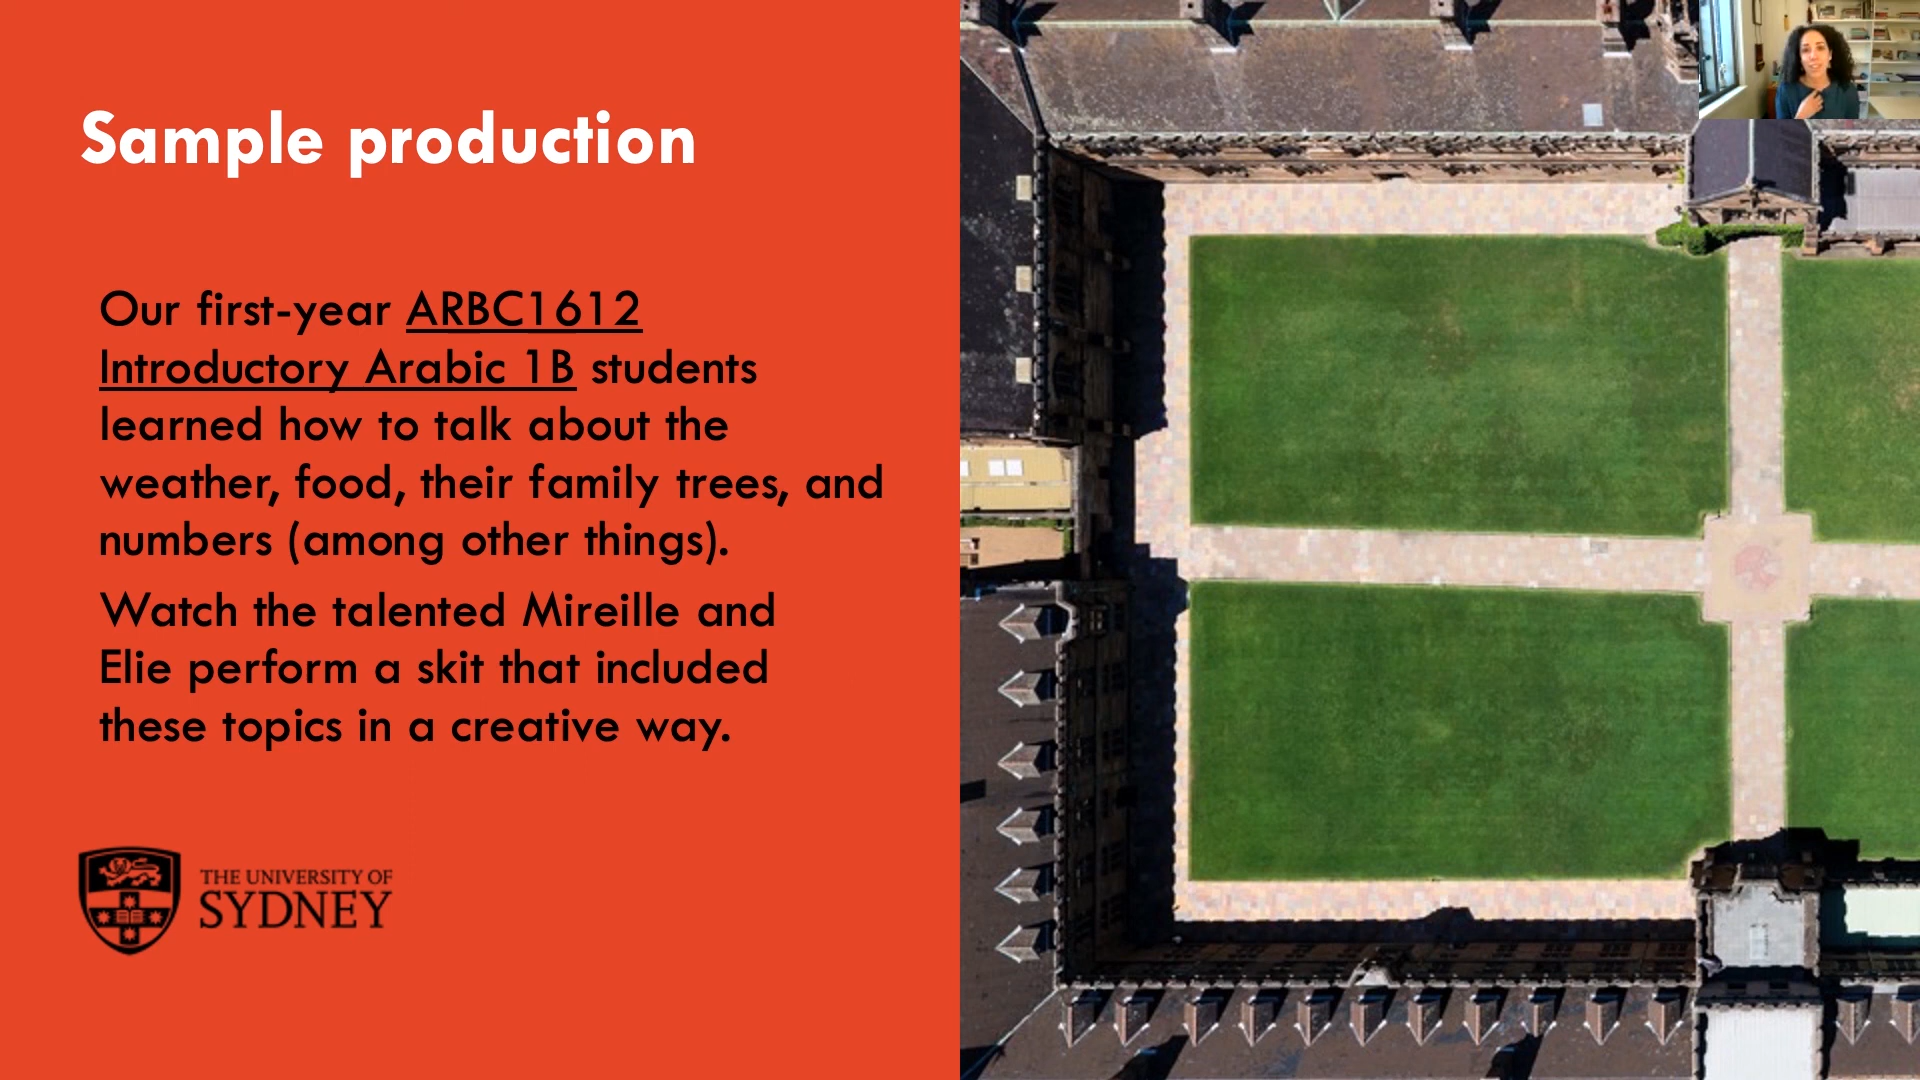 Sample production
Our first-year ARBC1612
Introductory Arabic 1B students
learned how to talk about the
weather, food, their family trees, and
numbers (among other things).
Watch the talented Mireille and
Elie perform a skit that included
these topics in a creative way.
THE UNIVERSITY OF
SYDNEY